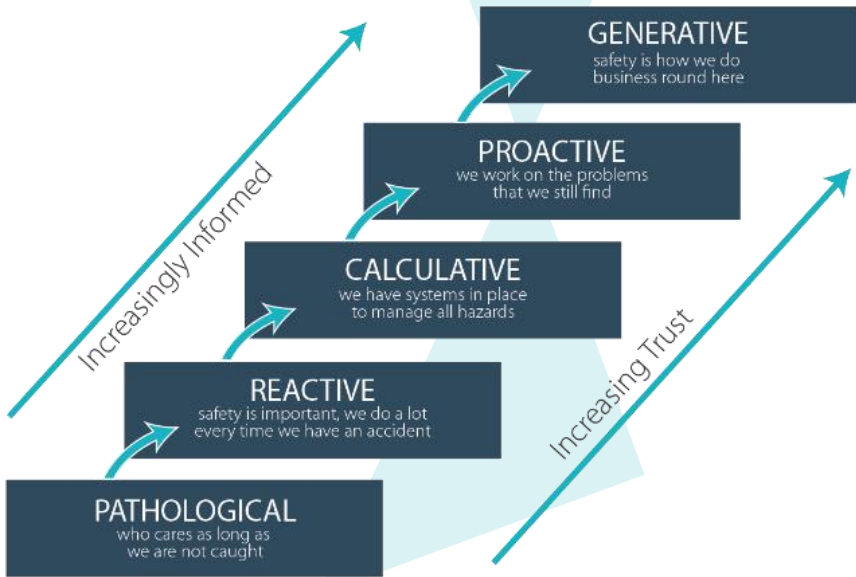 GENERATIVE
safety is how we do
business round here
PROACTIVE
we work on the problems
that we still find
CALCULATIVE
we have systems in place
to manage all hazards
REACTIVE
safety is important, we do a lot
every time we have an accident
PATHOLOGICAL
who cares as long as
we are not caught
Increasingly Informed
Increasing Trust